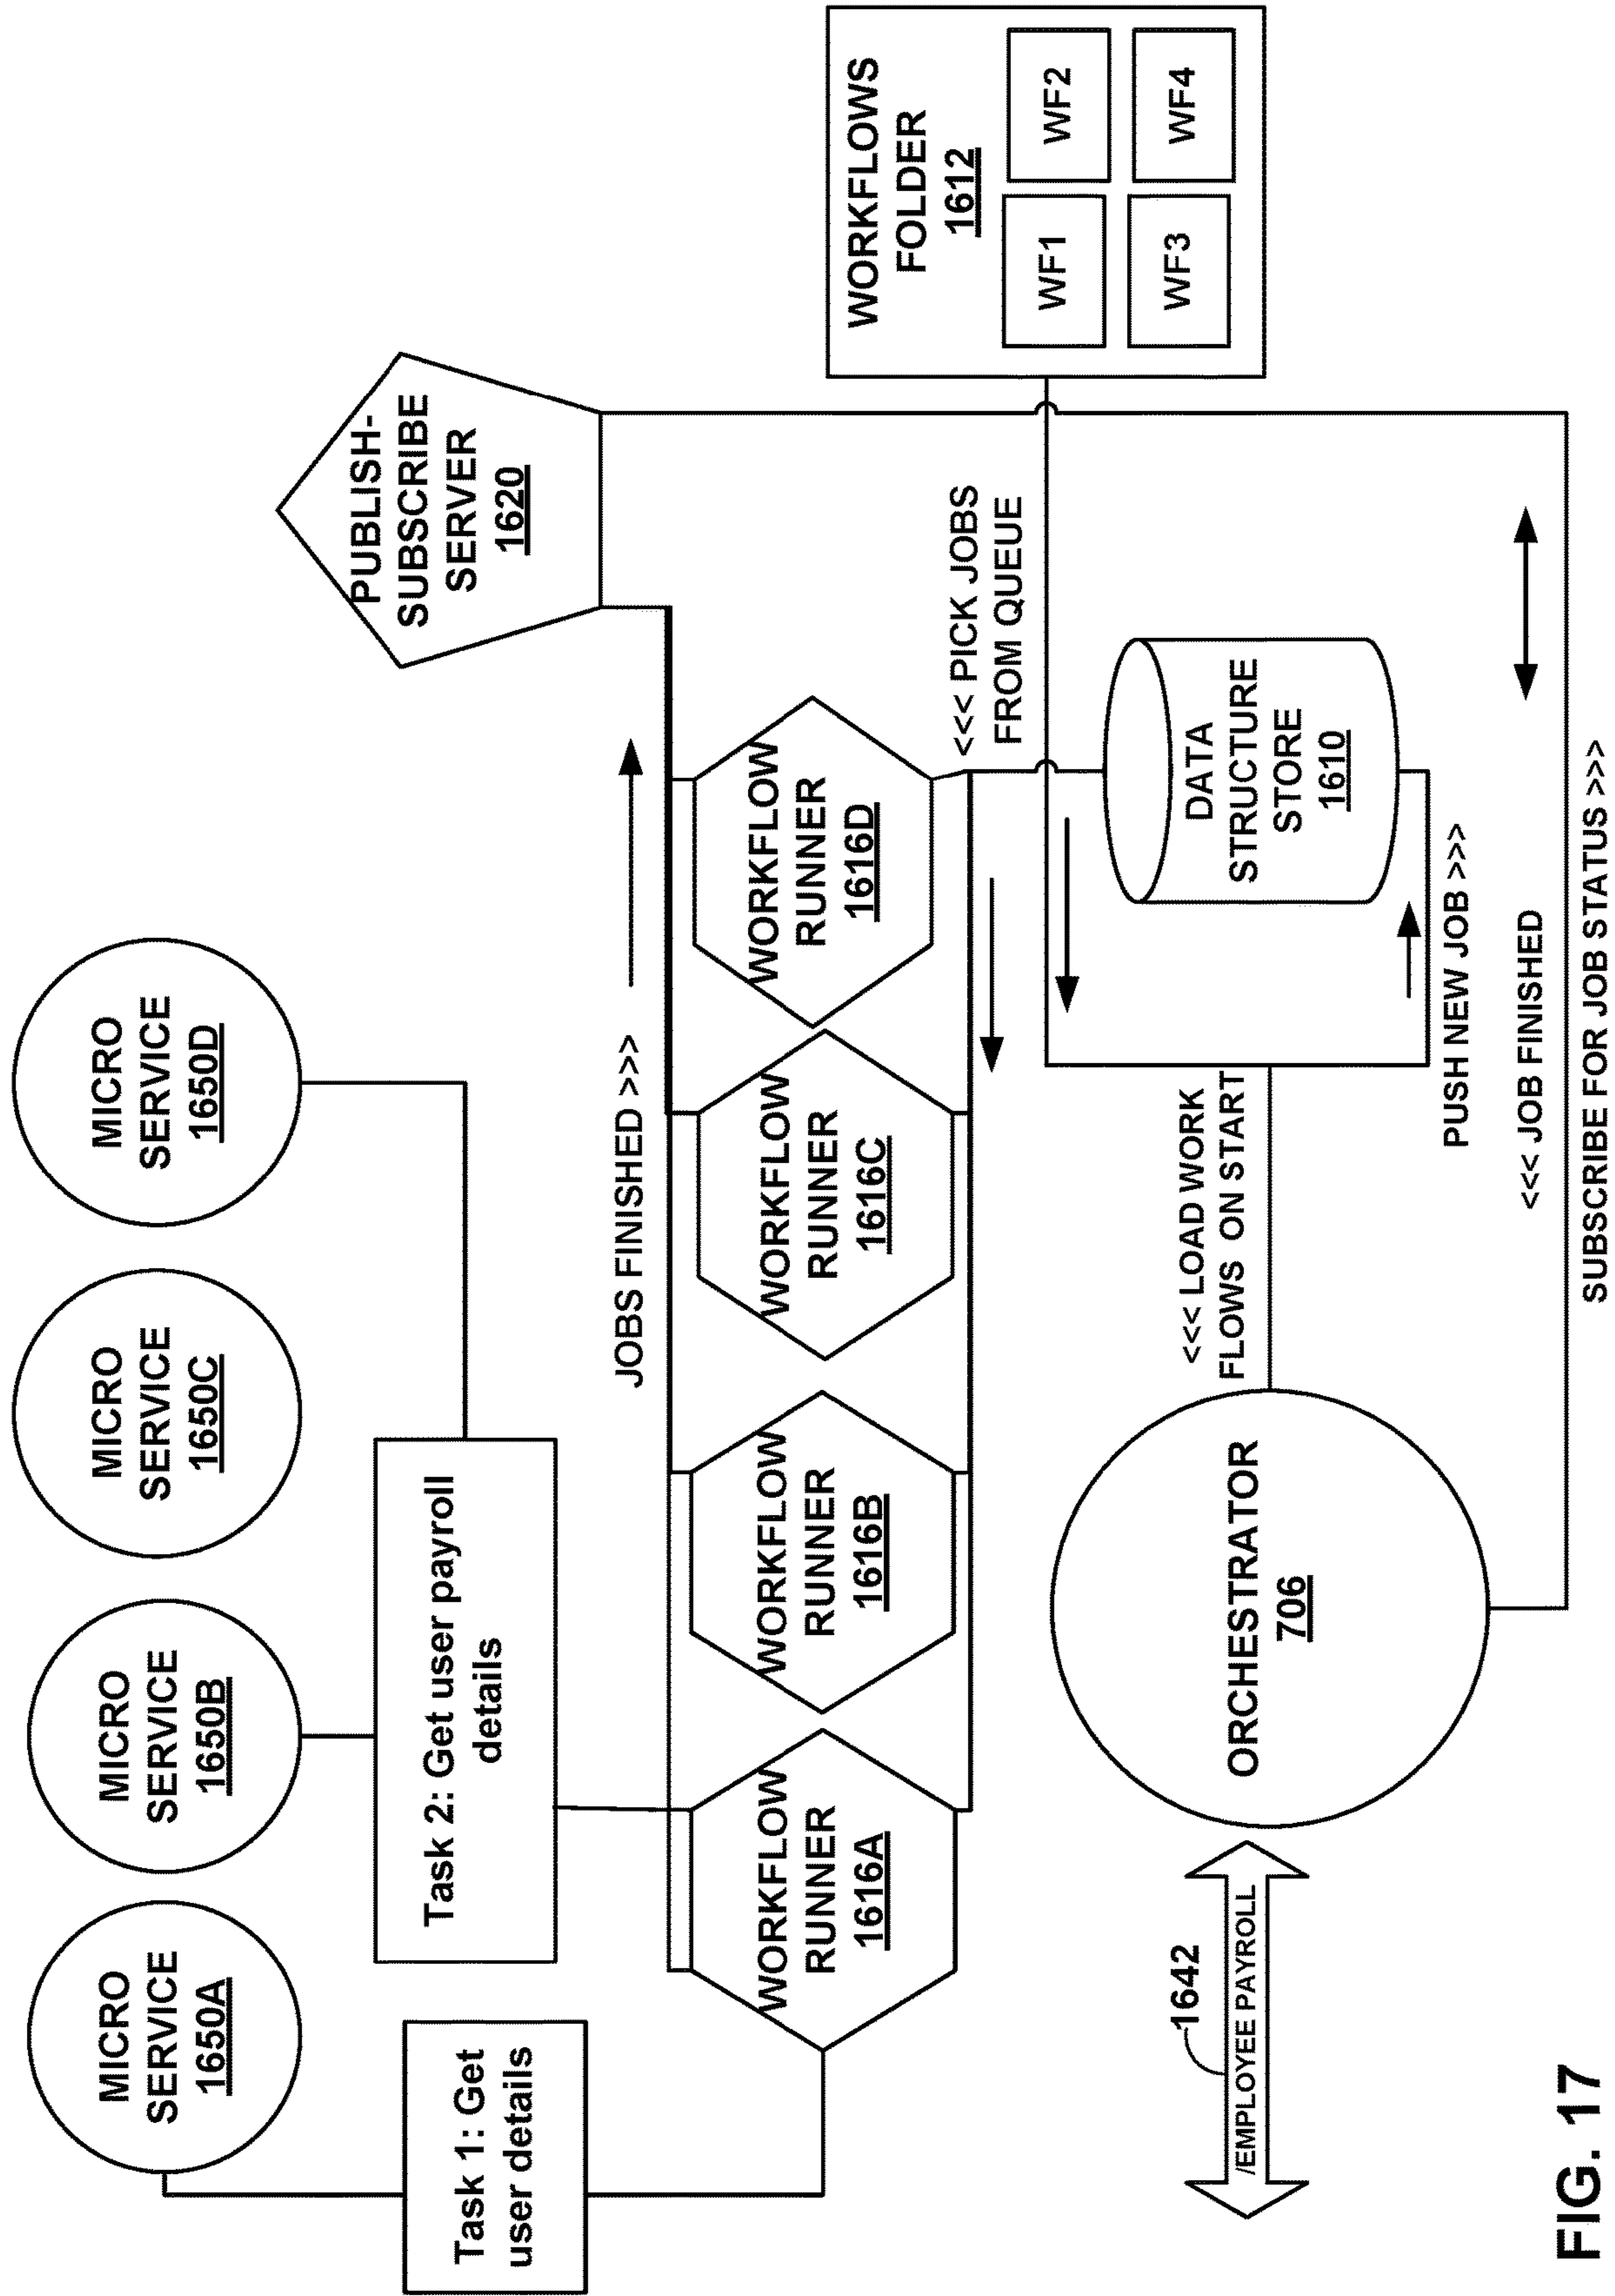 MICRO
SERVICE
1650A
MICRO
SERVICE
1650B
MICRO
SERVICE
1650C
MICRO
SERVICE
1650D
Task 1: Get
user details
Task 2: Get user payroll
details
JOBS FINISHED >>>
PUBLISH-
SUBSCRIBE
SERVER
1620
WORKFLOW
RUNNER
1616A
WORKFLOW
RUNNER
1616B
WORKFLOW
RUNNER
1616C
WORKFLOW
RUNNER
1616D
<<< PICK JOBS
FROM QUEUE
WORKFLOWS
FOLDER
1612
WF1
WF2
WF3
WF4
1642
/EMPLOYEE PAYROLL
ORCHESTRATOR
706
<<< LOAD WORK
FLOWS ON START
DATA
STRUCTURE
STORE
1610
PUSH NEW JOB >>>
<<< JOB FINISHED
SUBSCRIBE FOR JOB STATUS >>>
FIG. 17